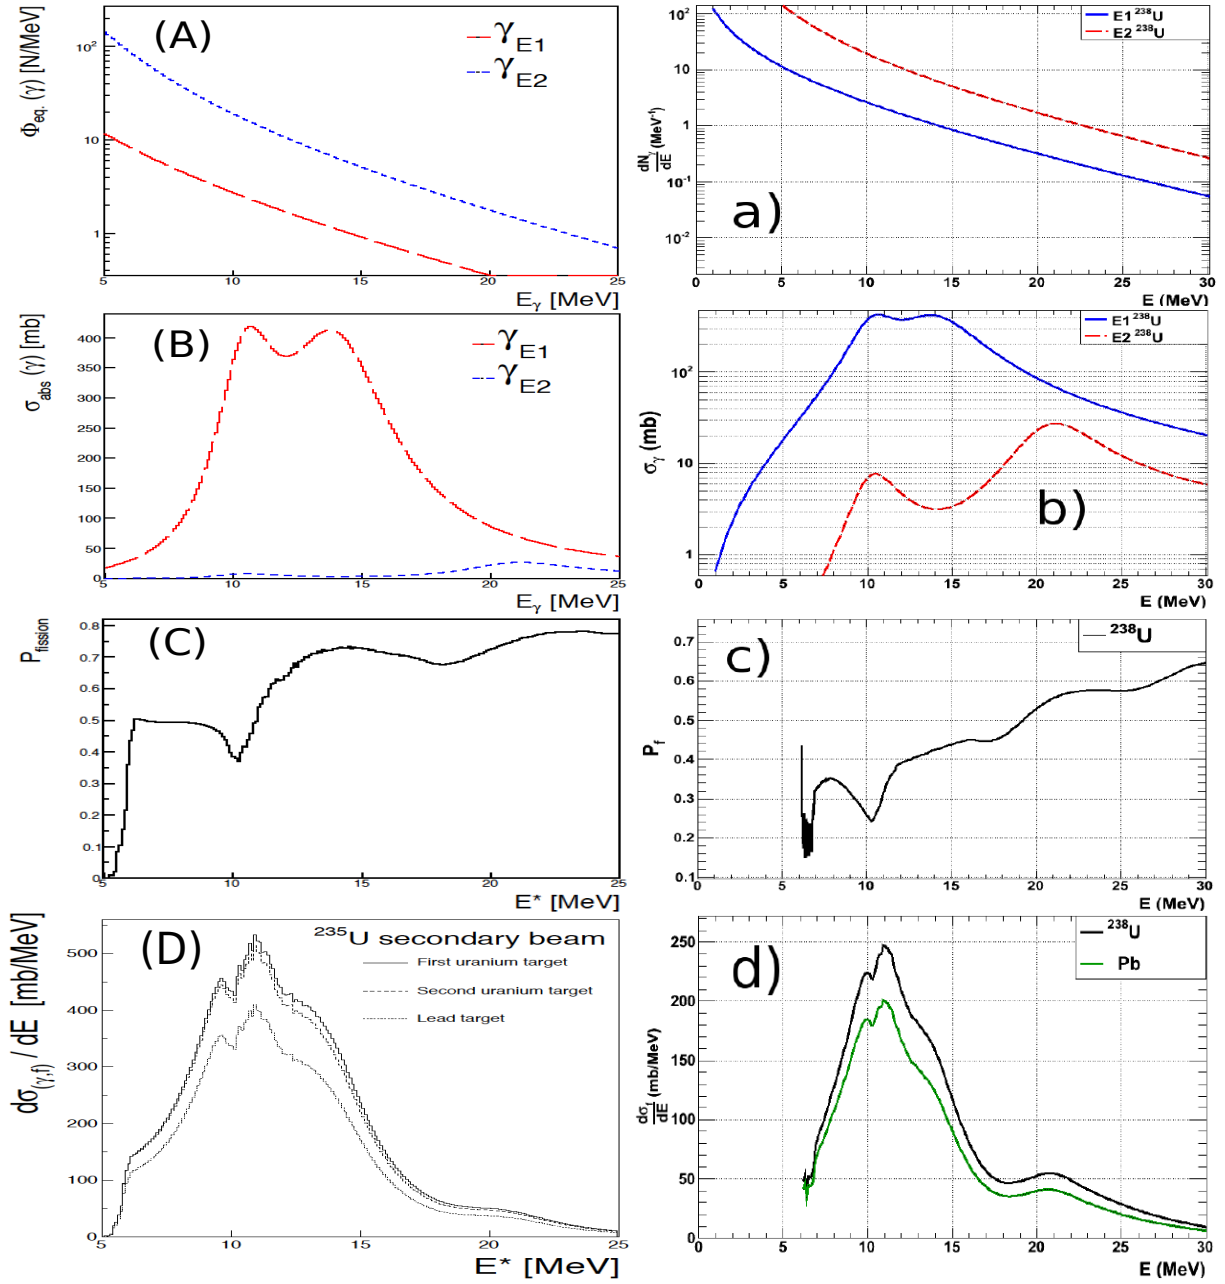 (A)
Φeq. (γ) [N/MeV]
γE1
γE2
10²
10
1
5 10 15 20 25
Eγ [MeV]
a)
dNγ/dE (MeV⁻¹)
E1 ²³⁸U
E2 ²³⁸U
10²
10
1
10⁻¹
10⁻²
0 5 10 15 20 25 30
E (MeV)
(B)
σabs (γ) [mb]
γE1
γE2
400
350
300
250
200
150
100
50
0
5 10 15 20 25
Eγ [MeV]
b)
σγ (mb)
E1 ²³⁸U
E2 ²³⁸U
10²
10
1
0 5 10 15 20 25 30
E (MeV)
(C)
Pfission
0.8
0.7
0.6
0.5
0.4
0.3
0.2
0.1
0
5 10 15 20 25
E* [MeV]
c)
Pf
²³⁸U
0.7
0.6
0.5
0.4
0.3
0.2
0.1
0 5 10 15 20 25 30
E (MeV)
(D)
dσ(γ,f) / dE [mb/MeV]
²³⁵U secondary beam
First uranium target
Second uranium target
Lead target
500
400
300
200
100
0
5 10 15 20 25
E* [MeV]
d)
dσf/dE (mb/MeV)
²³⁸U
Pb
250
200
150
100
50
0
0 5 10 15 20 25 30
E (MeV)